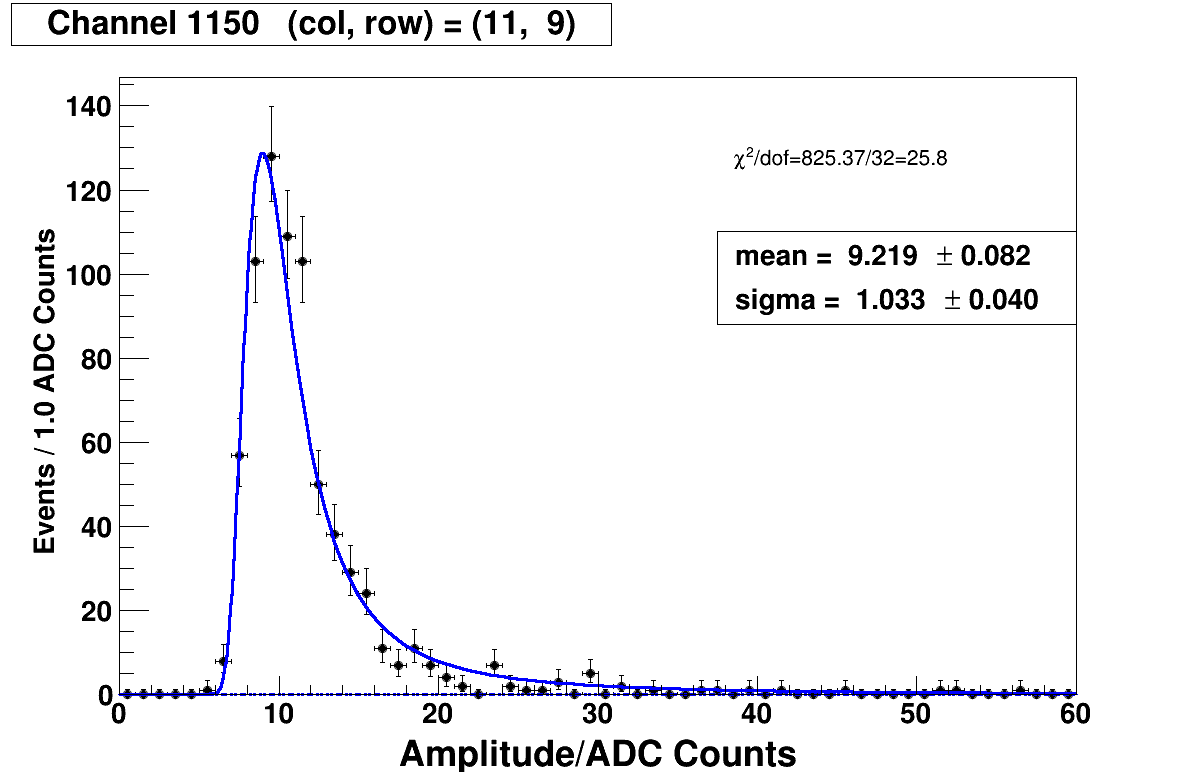 Channel 1150 (col, row) = (11, 9)
140
120
100
80
60
40
20
0
Events / 1.0 ADC Counts
χ²/dof=825.37/32=25.8
mean = 9.219 ± 0.082
sigma = 1.033 ± 0.040
0 10 20 30 40 50 60
Amplitude/ADC Counts